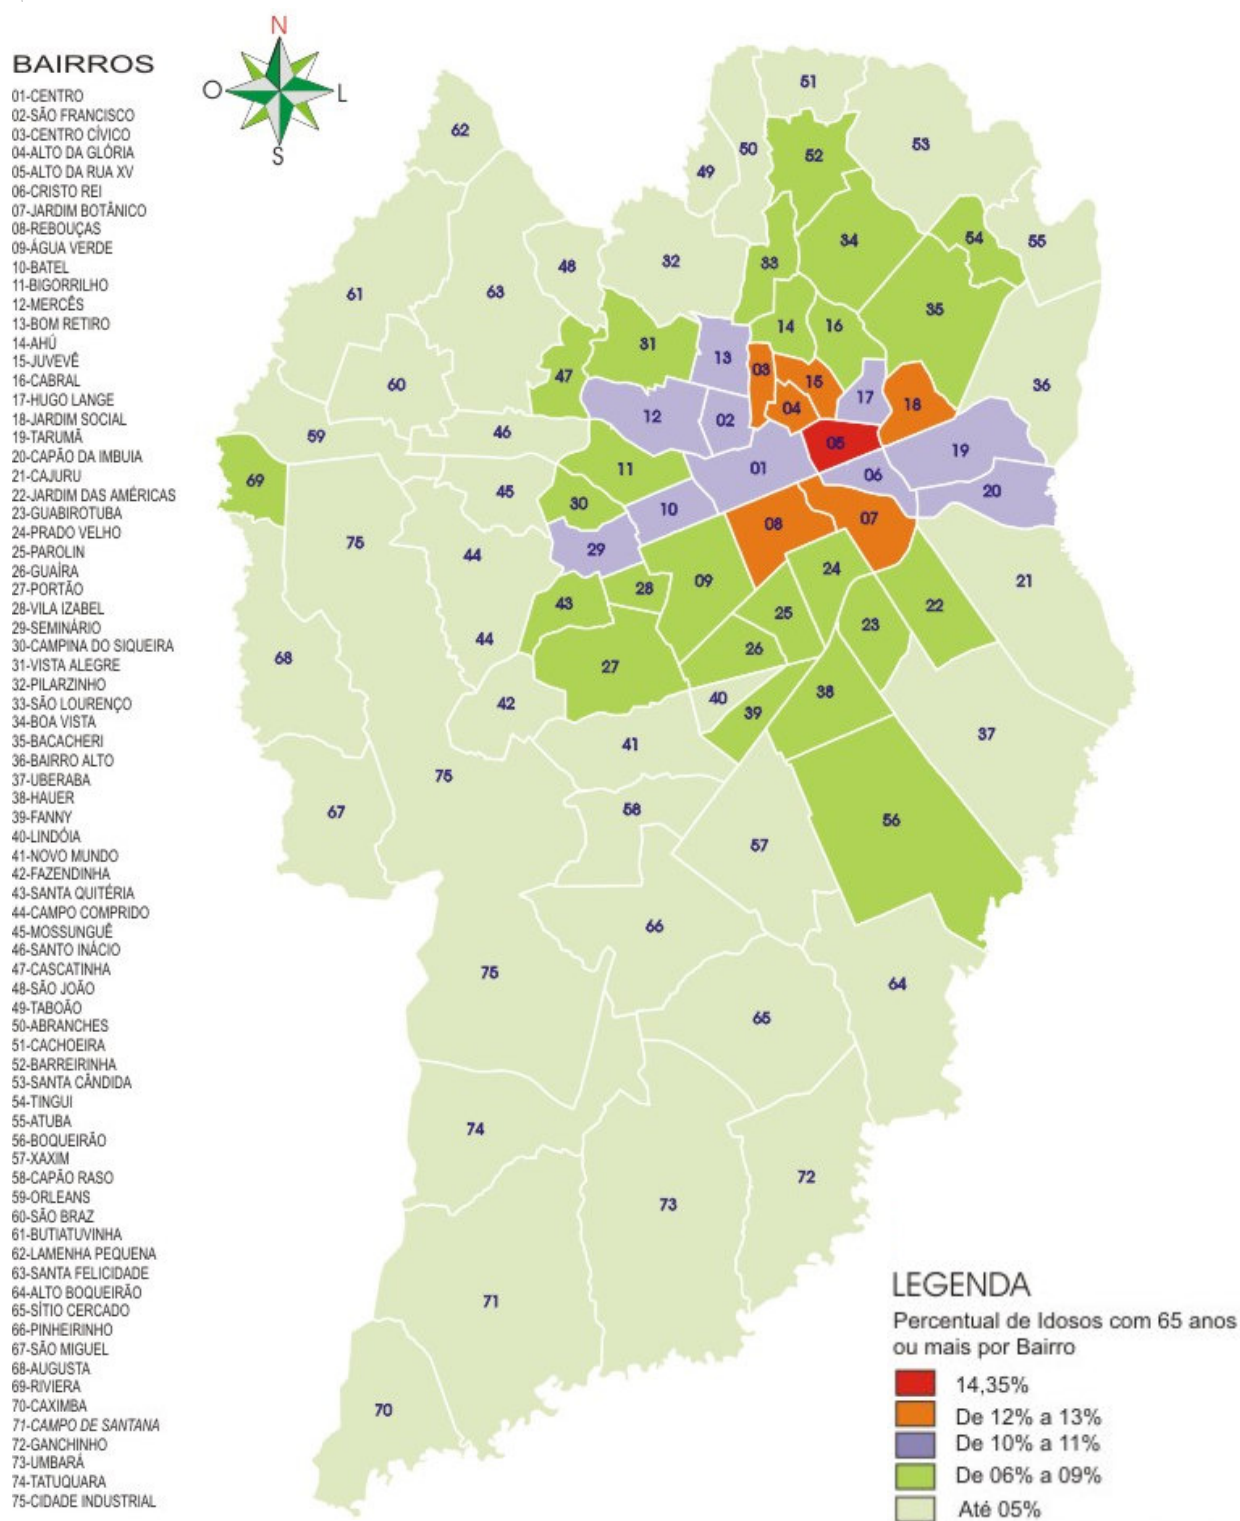 N
O
L
S
BAIRROS
01-CENTRO
02-SÃO FRANCISCO
03-CENTRO CÍVICO
04-ALTO DA GLÓRIA
05-ALTO DA RUA XV
06-CRISTO REI
07-JARDIM BOTÂNICO
08-REBOUÇAS
09-ÁGUA VERDE
10-BATEL
11-BIGORRILHO
12-MERCÊS
13-BOM RETIRO
14-AHÚ
15-JUVEVÊ
16-CABRAL
17-HUGO LANGE
18-JARDIM SOCIAL
19-TARUMÃ
20-CAPÃO DA IMBUIA
21-CAJURU
22-JARDIM DAS AMÉRICAS
23-GUABIROTUBA
24-PRADO VELHO
25-PAROLIN
26-GUAÍRA
27-PORTÃO
28-VILA IZABEL
29-SEMINÁRIO
30-CAMPINA DO SIQUEIRA
31-VISTA ALEGRE
32-PILARZINHO
33-SÃO LOURENÇO
34-BOA VISTA
35-BACACHERI
36-BAIRRO ALTO
37-UBERABA
38-HAUER
39-FANNY
40-LINDÓIA
41-NOVO MUNDO
42-FAZENDINHA
43-SANTA QUITÉRIA
44-CAMPO COMPRIDO
45-MOSSUNGUÊ
46-SANTO INÁCIO
47-CASCATINHA
48-SÃO JOÃO
49-TABOÃO
50-ABRANCHES
51-CACHOEIRA
52-BARREIRINHA
53-SANTA CÂNDIDA
54-TINGUI
55-ATUBA
56-BOQUEIRÃO
57-XAXIM
58-CAPÃO RASO
59-ORLEANS
60-SÃO BRAZ
61-BUTIATUVINHA
62-LAMENHA PEQUENA
63-SANTA FELICIDADE
64-ALTO BOQUEIRÃO
65-SÍTIO CERCADO
66-PINHEIRINHO
67-SÃO MIGUEL
68-AUGUSTA
69-RIVIERA
70-CAXIMBA
71-CAMPO DE SANTANA
72-GANCHINHO
73-UMBARÁ
74-TATUQUARA
75-CIDADE INDUSTRIAL
51
62
50
53
52
49
34
54
55
32
33
48
63
61
35
14
16
31
13
03
47
15
36
60
17
04
18
12
02
46
59
05
19
01
11
06
69
45
20
30
10
07
08
75
29
44
24
09
21
28
43
22
25
23
44
26
68
27
38
40
42
39
37
41
75
58
67
56
57
66
75
64
65
74
72
73
71
70
LEGENDA
Percentual de Idosos com 65 anos
ou mais por Bairro
14,35%
De 12% a 13%
De 10% a 11%
De 06% a 09%
Até 05%